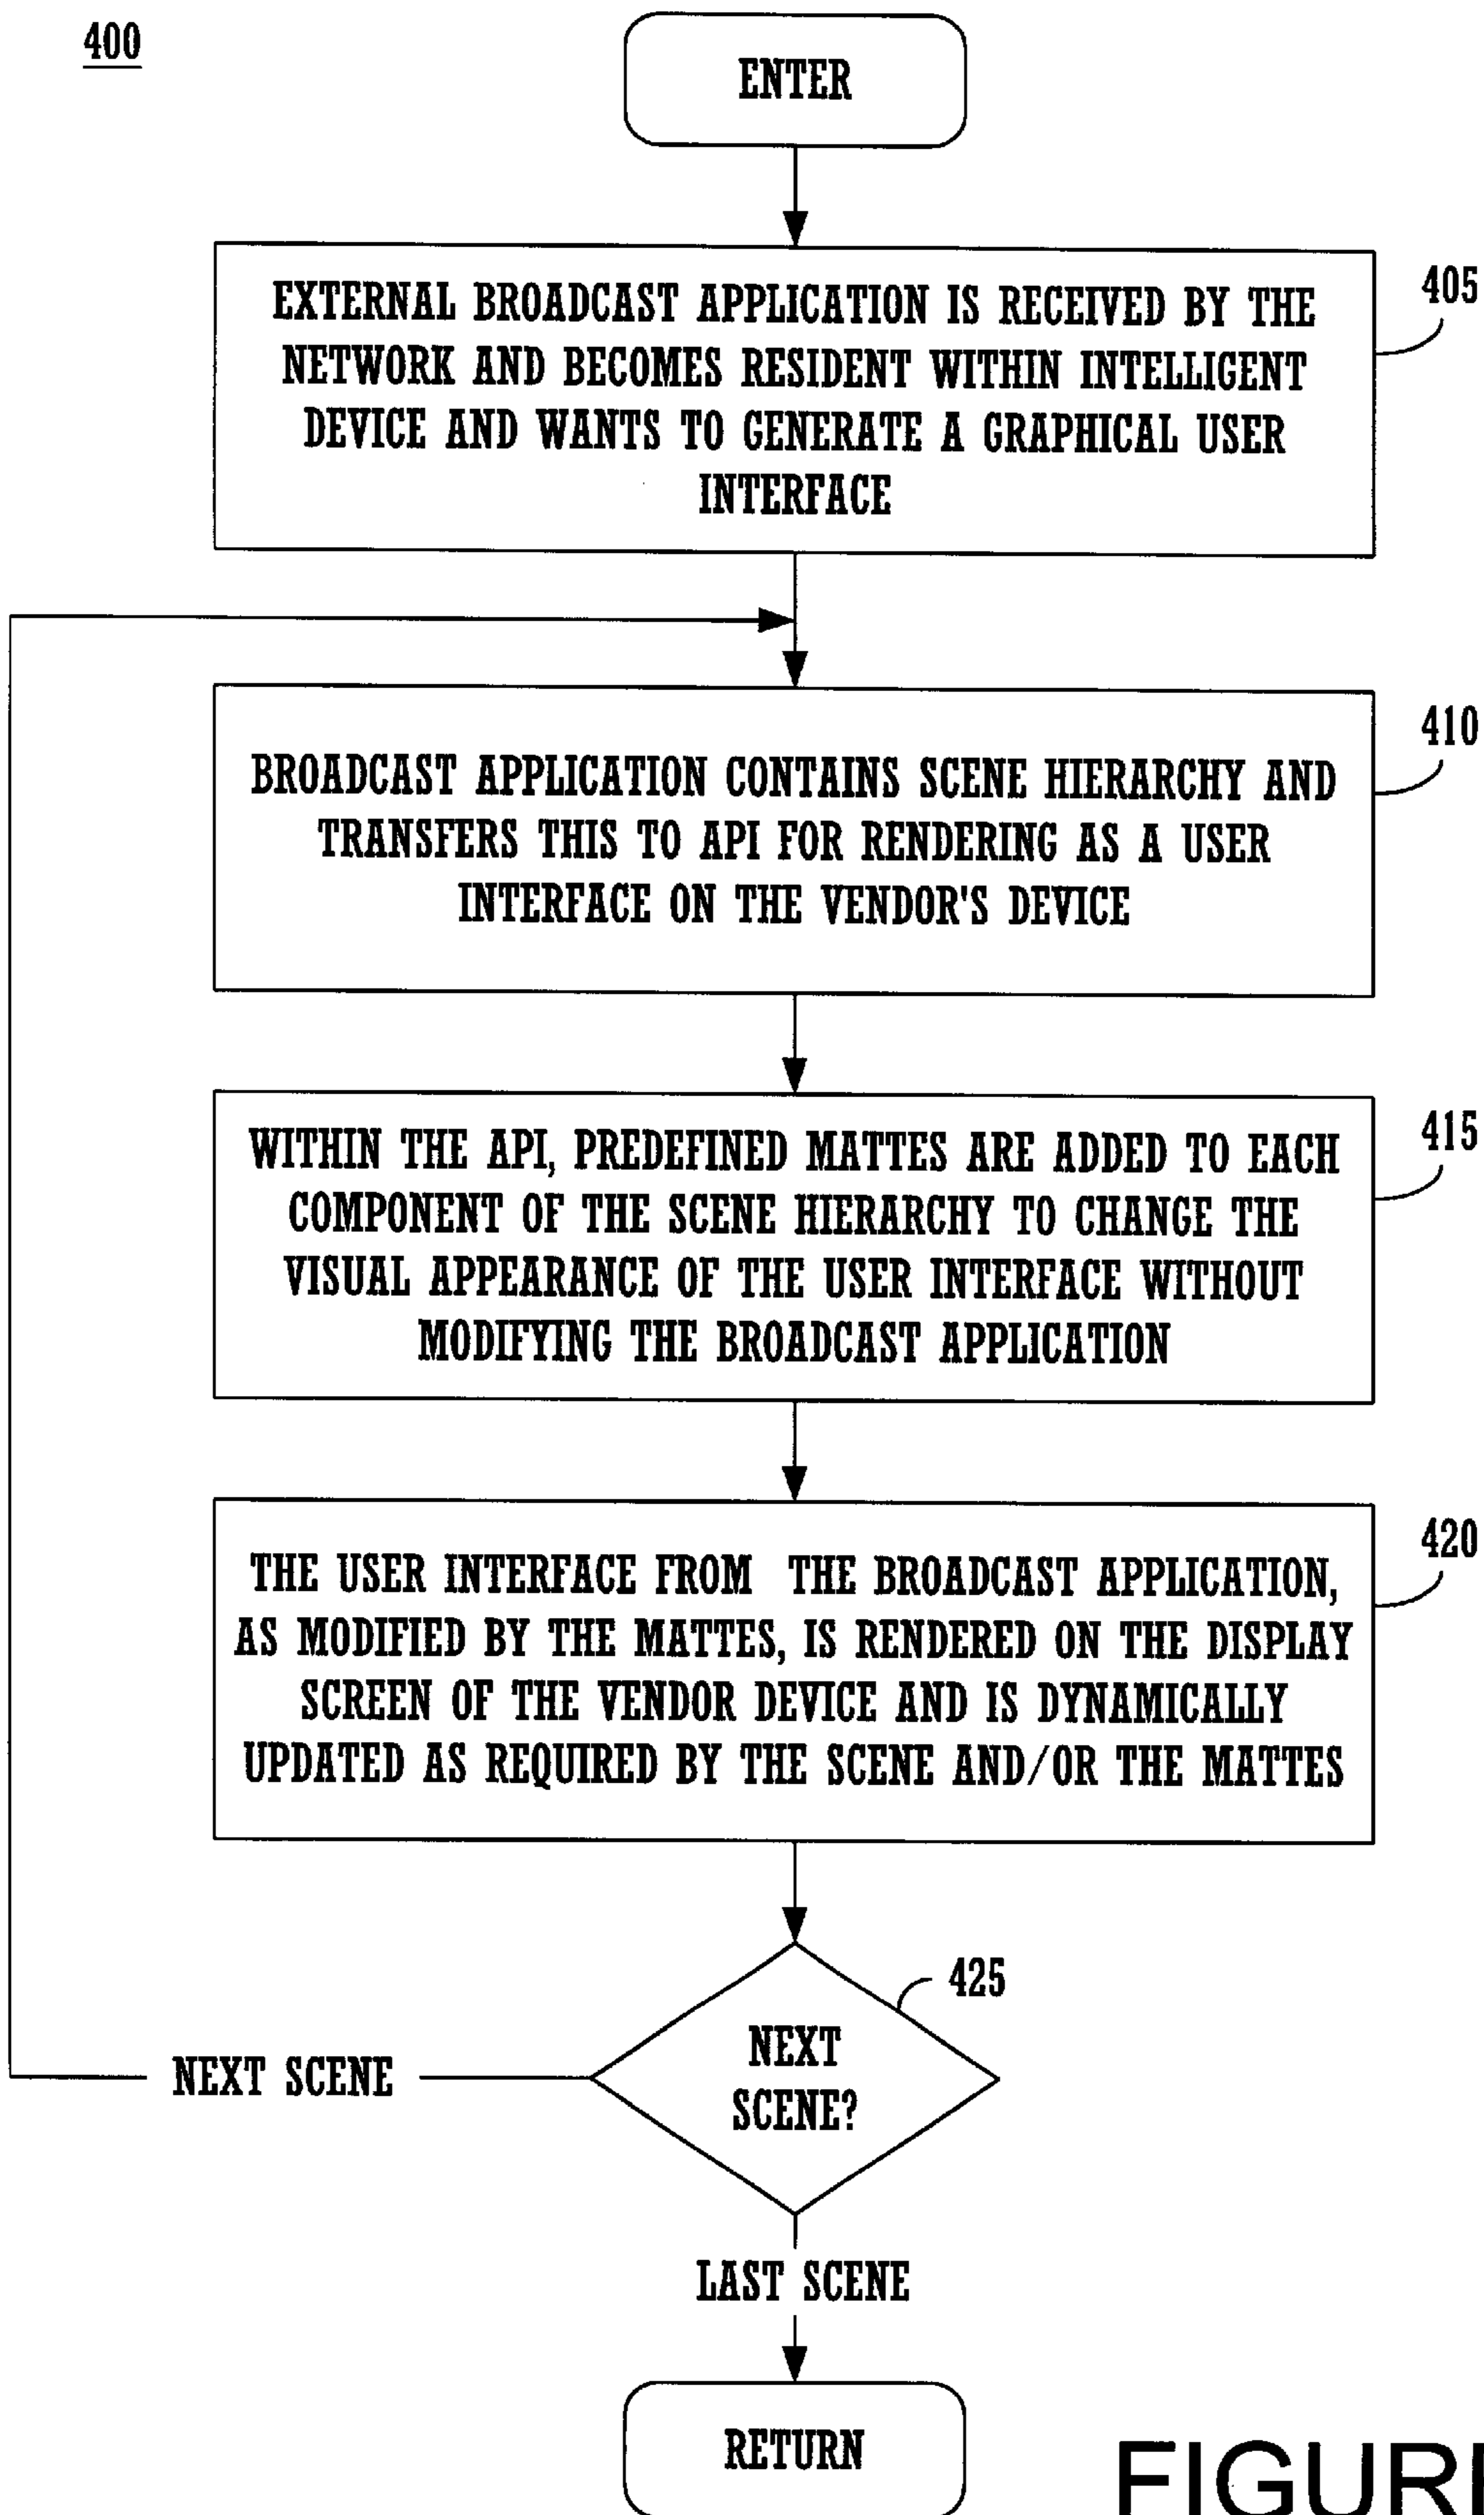 400
ENTER
405
EXTERNAL BROADCAST APPLICATION IS RECEIVED BY THE
NETWORK AND BECOMES RESIDENT WITHIN INTELLIGENT
DEVICE AND WANTS TO GENERATE A GRAPHICAL USER
INTERFACE
410
BROADCAST APPLICATION CONTAINS SCENE HIERARCHY AND
TRANSFERS THIS TO API FOR RENDERING AS A USER
INTERFACE ON THE VENDOR'S DEVICE
415
WITHIN THE API, PREDEFINED MATTES ARE ADDED TO EACH
COMPONENT OF THE SCENE HIERARCHY TO CHANGE THE
VISUAL APPEARANCE OF THE USER INTERFACE WITHOUT
MODIFYING THE BROADCAST APPLICATION
420
THE USER INTERFACE FROM THE BROADCAST APPLICATION,
AS MODIFIED BY THE MATTES, IS RENDERED ON THE DISPLAY
SCREEN OF THE VENDOR DEVICE AND IS DYNAMICALLY
UPDATED AS REQUIRED BY THE SCENE AND/OR THE MATTES
425
NEXT
SCENE?
NEXT SCENE
LAST SCENE
RETURN